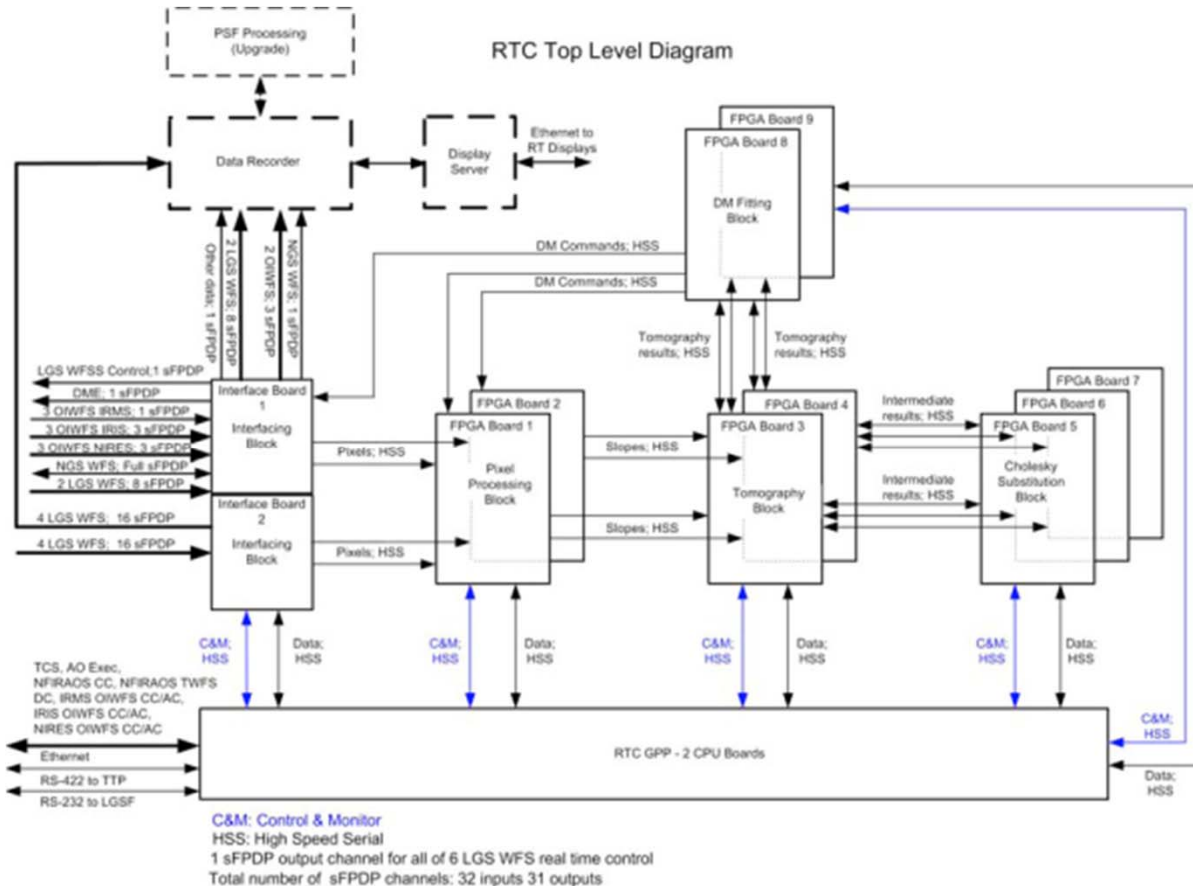 PSF Processing
(Upgrade)
RTC Top Level Diagram
Data Recorder
Display
Server
Ethernet to
RT Displays
FPGA Board 9
FPGA Board 8
DM Fitting
Block
Other data; 1 sFPDP
2 LGS WFS; 8 sFPDP
2 OIWFS; 3 sFPDP
NGS WFS; 1 sFPDP
DM Commands; HSS
DM Commands; HSS
Tomography
results; HSS
Tomography
results; HSS
LGS WFSS Control;1 sFPDP
DME; 1 sFPDP
3 OIWFS IRMS; 1 sFPDP
3 OIWFS IRIS; 3 sFPDP
3 OIWFS NIRES; 3 sFPDP
NGS WFS; Full sFPDP
2 LGS WFS; 8 sFPDP
4 LGS WFS; 16 sFPDP
4 LGS WFS; 16 sFPDP
Interface Board
1
Interfacing
Block
Interface Board
2
Interfacing
Block
Pixels; HSS
Pixels; HSS
FPGA Board 2
FPGA Board 1
Pixel
Processing
Block
Slopes; HSS
Slopes; HSS
FPGA Board 4
FPGA Board 3
Tomography
Block
Intermediate
results; HSS
Intermediate
results; HSS
FPGA Board 7
FPGA Board 6
FPGA Board 5
Cholesky
Substitution
Block
C&M;
HSS
Data;
HSS
C&M;
HSS
Data;
HSS
C&M;
HSS
Data;
HSS
C&M;
HSS
Data;
HSS
TCS, AO Exec,
NFIRAOS CC, NFIRAOS TWFS
DC, IRMS OIWFS CC/AC,
IRIS OIWFS CC/AC,
NIRES OIWFS CC/AC
Ethernet
RS-422 to TTP
RS-232 to LGSF
RTC GPP - 2 CPU Boards
C&M;
HSS
Data;
HSS
C&M: Control & Monitor
HSS: High Speed Serial
1 sFPDP output channel for all of 6 LGS WFS real time control
Total number of sFPDP channels: 32 inputs 31 outputs